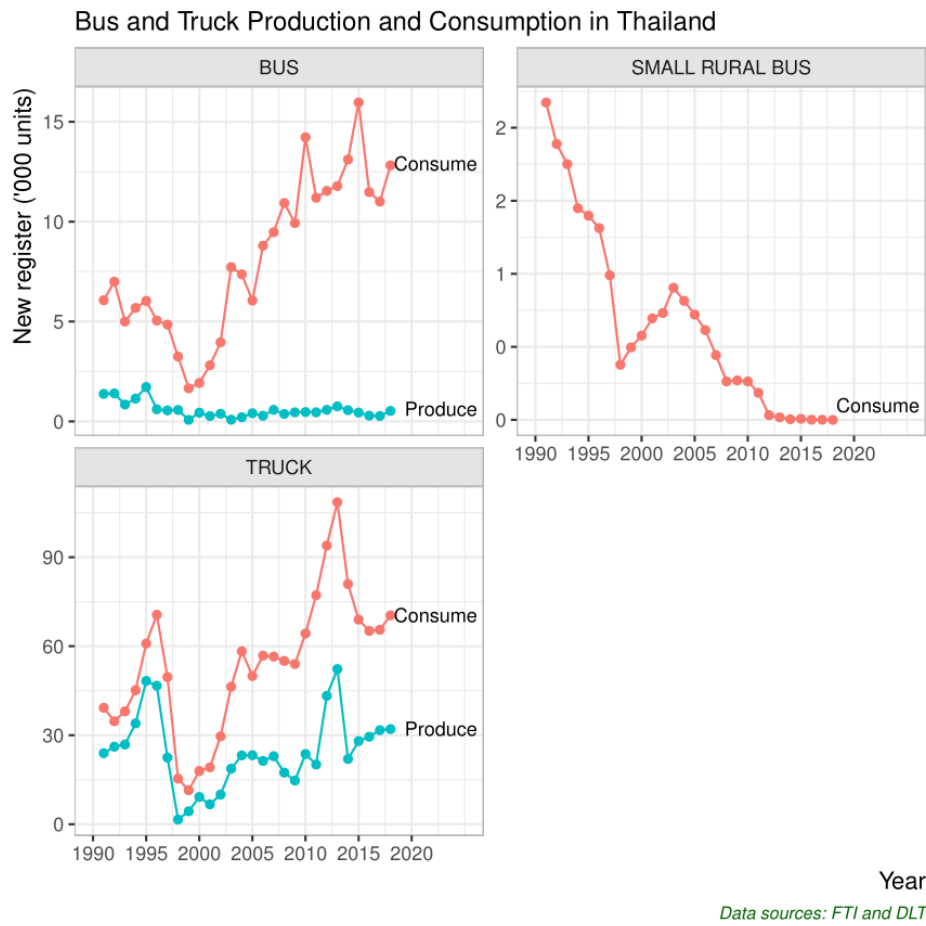 Bus and Truck Production and Consumption in Thailand
BUS
SMALL RURAL BUS
New register ('000 units)
15
10
5
0
Consume
Produce
2
2
1
0
0
Consume
1990 1995 2000 2005 2010 2015 2020
TRUCK
90
60
30
0
Consume
Produce
1990 1995 2000 2005 2010 2015 2020
Year
Data sources: FTI and DLT